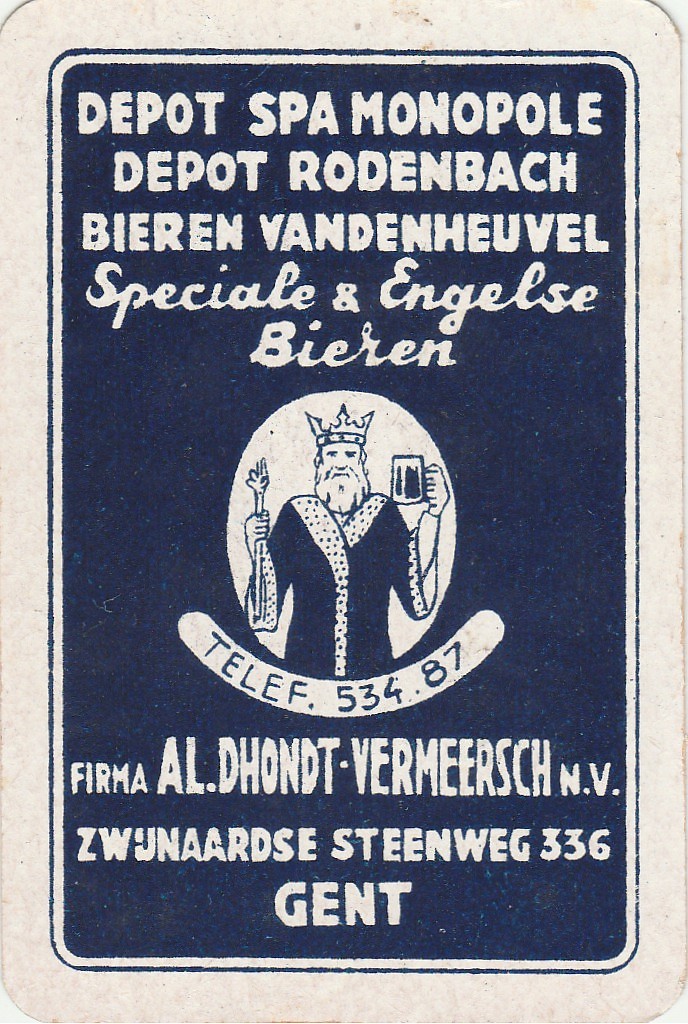 DEPOT SPA MONOPOLE
DEPOT RODENBACH
BIEREN VANDENHEUVEL
Speciale & Engelse
Bieren
TELEF. 534.87
FIRMA AL. DHONDT-VERMEERSCH N.V.
ZWIJNAARDSE STEENWEG 336
GENT